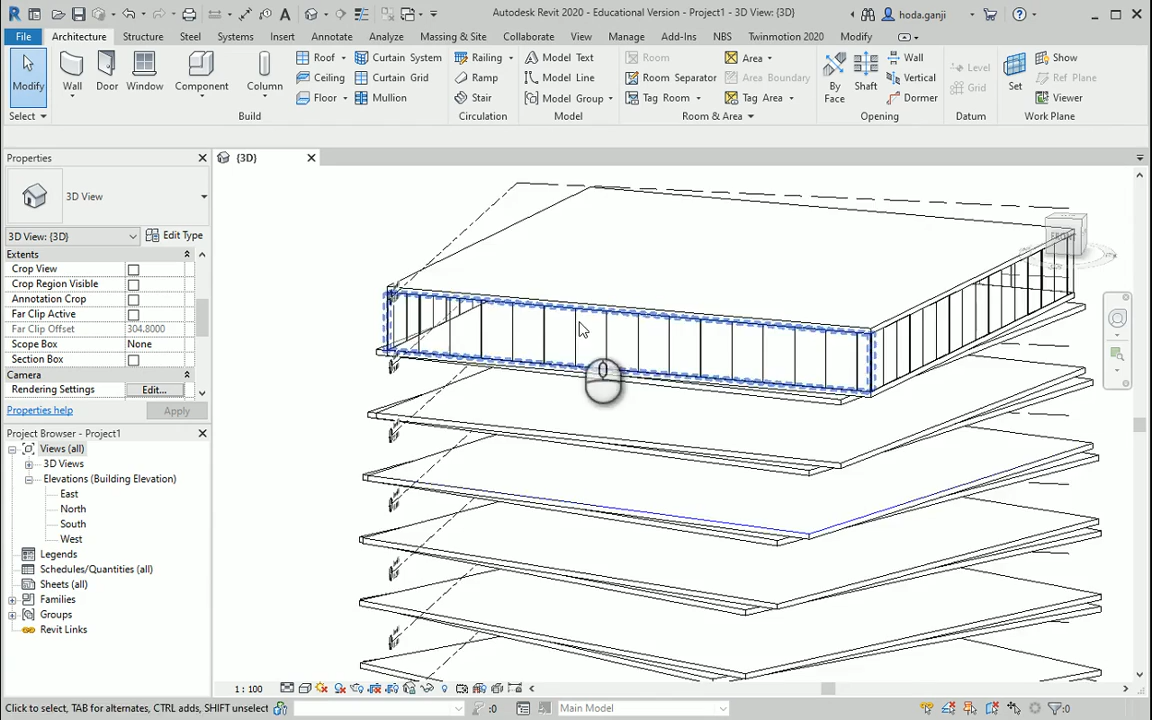 Autodesk Revit 2020 - Educational Version - Project1 - 3D View: {3D}
hoda.ganji
File Architecture Structure Steel Systems Insert Annotate Analyze Massing & Site Collaborate View Manage Add-Ins NBS Twinmotion 2020 Modify
Modify Wall Door Window Component Column
Roof Curtain System Railing Model Text Room Area Wall Level Show
Ceiling Curtain Grid Ramp Model Line Room Separator Area Boundary Vertical Grid Ref Plane
Floor Mullion Stair Model Group Tag Room Tag Area By Face Shaft Dormer Set Viewer
Select Build Circulation Model Room & Area Opening Datum Work Plane
Properties
{3D}
3D View
3D View: {3D} Edit Type
Extents
Crop View
Crop Region Visible
Annotation Crop
Far Clip Active
Far Clip Offset 304.8000
Scope Box None
Section Box
Camera
Rendering Settings Edit...
Properties help Apply
Project Browser - Project1
Views (all)
3D Views
Elevations (Building Elevation)
East
North
South
West
Legends
Schedules/Quantities (all)
Sheets (all)
Families
Groups
Revit Links
1 : 100
Click to select, TAB for alternates, CTRL adds, SHIFT unselect :0 Main Model :0